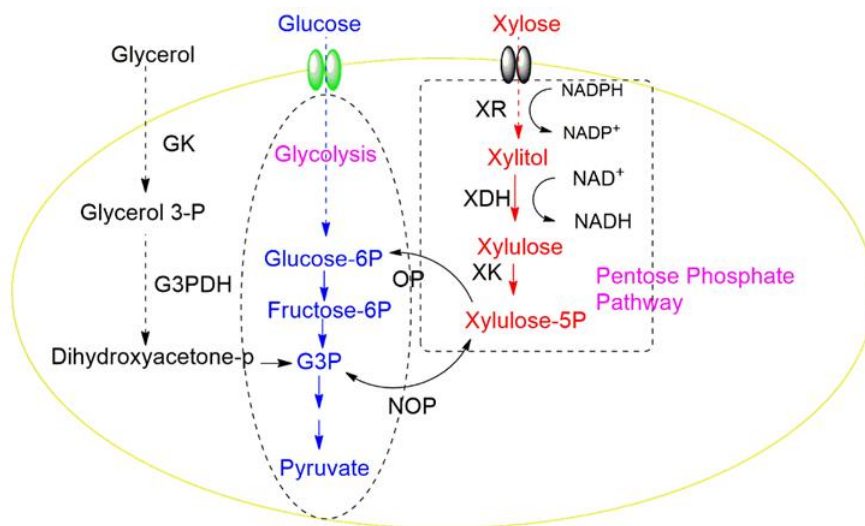 Glucose
Xylose
Glycerol
NADPH
XR
NADP+
GK
Glycolysis
Xylitol
NAD+
XDH
Glycerol 3-P
NADH
Xylulose
Glucose-6P
OP
XK
G3PDH
Pentose Phosphate
Pathway
Fructose-6P
Xylulose-5P
Dihydroxyacetone-p
G3P
NOP
Pyruvate